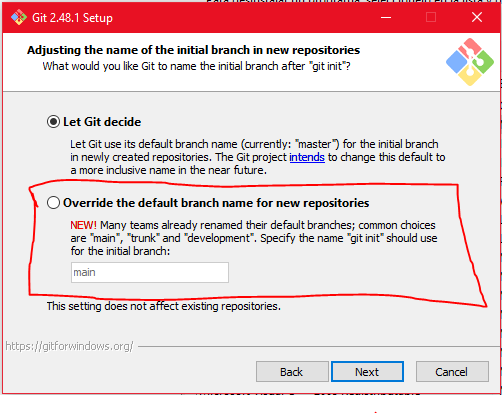 Git 2.48.1 Setup
Adjusting the name of the initial branch in new repositories
What would you like Git to name the initial branch after "git init"?
Let Git decide
Let Git use its default branch name (currently: "master") for the initial branch
in newly created repositories. The Git project intends to change this default to
a more inclusive name in the near future.
Override the default branch name for new repositories
NEW! Many teams already renamed their default branches; common choices
are "main", "trunk" and "development". Specify the name "git init" should use
for the initial branch:
main
This setting does not affect existing repositories.
https://gitforwindows.org/
Back
Next
Cancel